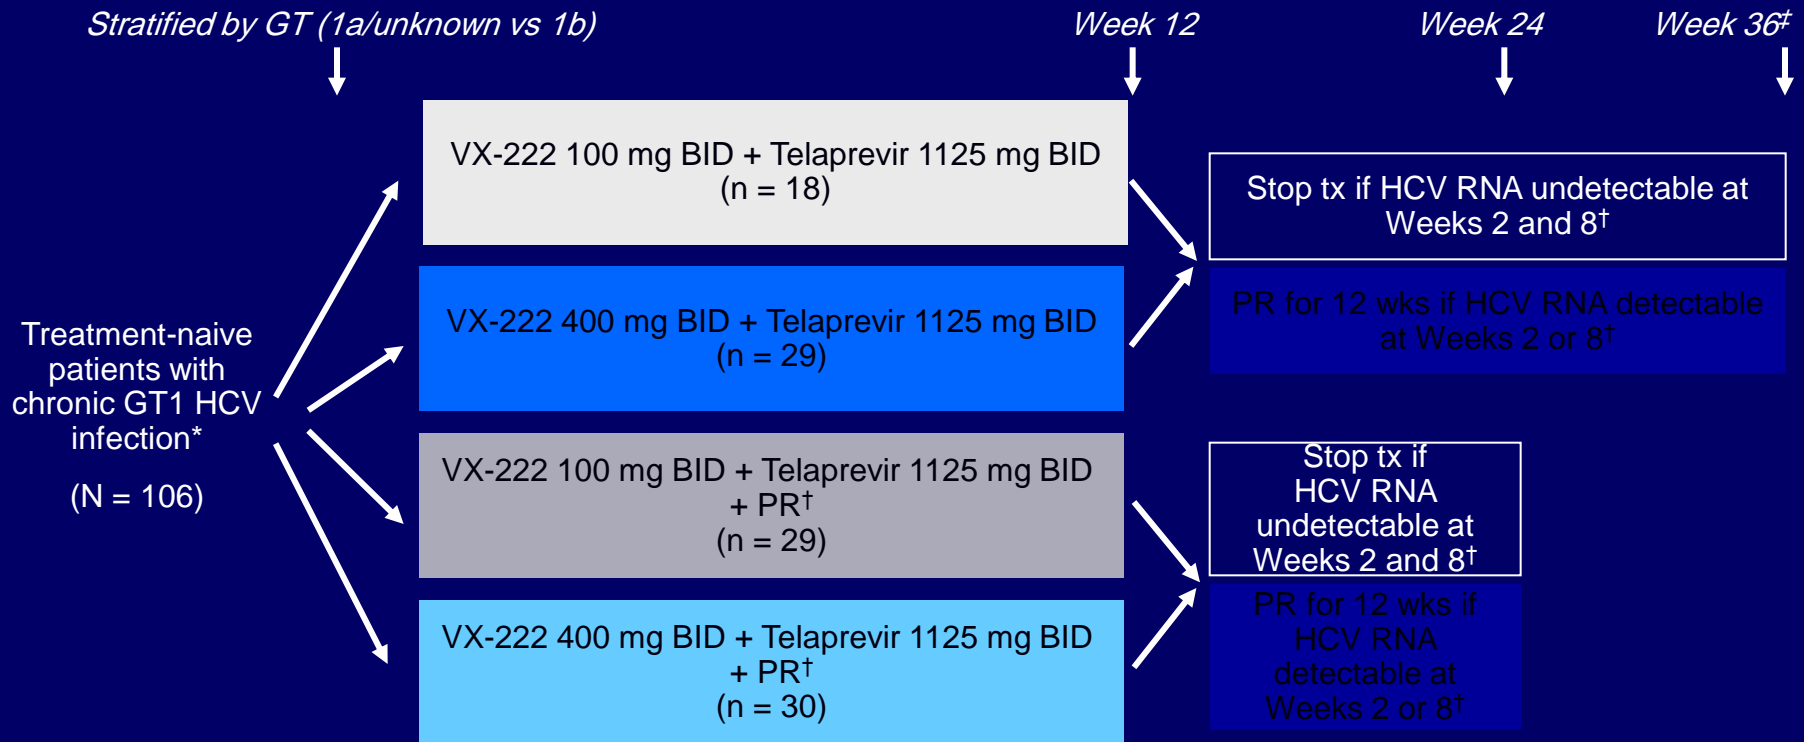 Stratified by GT (1a/unknown vs 1b)
Week 12
Week 24
Week 36‡
Treatment-naive
patients with
chronic GT1 HCV
infection*
(N = 106)
VX-222 100 mg BID + Telaprevir 1125 mg BID
(n = 18)
VX-222 400 mg BID + Telaprevir 1125 mg BID
(n = 29)
VX-222 100 mg BID + Telaprevir 1125 mg BID
+ PR†
(n = 29)
VX-222 400 mg BID + Telaprevir 1125 mg BID
+ PR†
(n = 30)
Stop tx if HCV RNA undetectable at
Weeks 2 and 8†
PR for 12 wks if HCV RNA detectable
at Weeks 2 or 8†
Stop tx if
HCV RNA
undetectable at
Weeks 2 and 8†
PR for 12 wks if
HCV RNA
detectable at
Weeks 2 or 8†